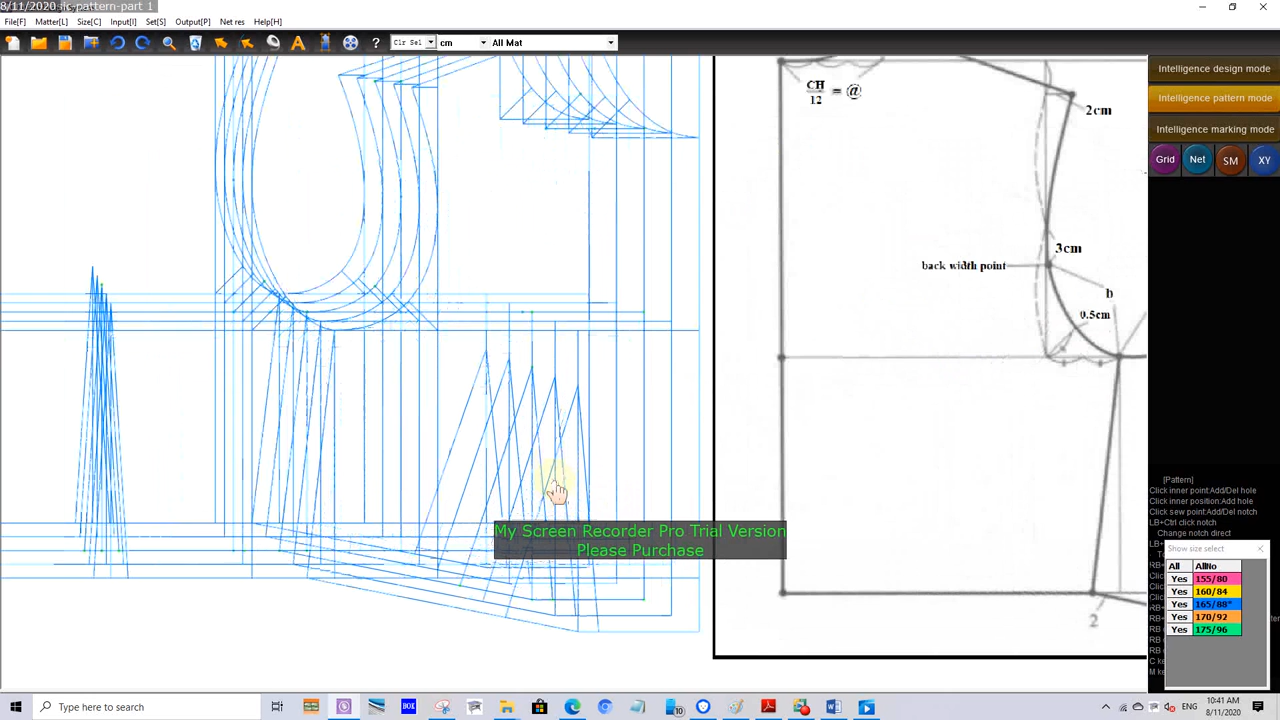 8/11/2020 ilc-pattern-part 1
File[F] Matter[L] Size[C] Input[I] Set[S] Output[P] Net res Help[H]
Clr Sel cm All Mat
Intelligence design mode
Intelligence pattern mode
Intelligence marking mode
Grid Net SM XY
CH
12 = @
2cm
3cm
back width point
b
0.5cm
2
My Screen Recorder Pro Trial Version
Please Purchase
[Pattern]
Click inner point:Add/Del hole
Click inner position:Add hole
Click sew point:Add/Del notch
LB+Ctrl click notch
Change notch direct
Show size select
All AllNo
Yes 155/80
Yes 160/84
Yes 165/88*
Yes 170/92
Yes 175/96
Type here to search
BOK
10
ENG
10:41 AM
8/11/2020